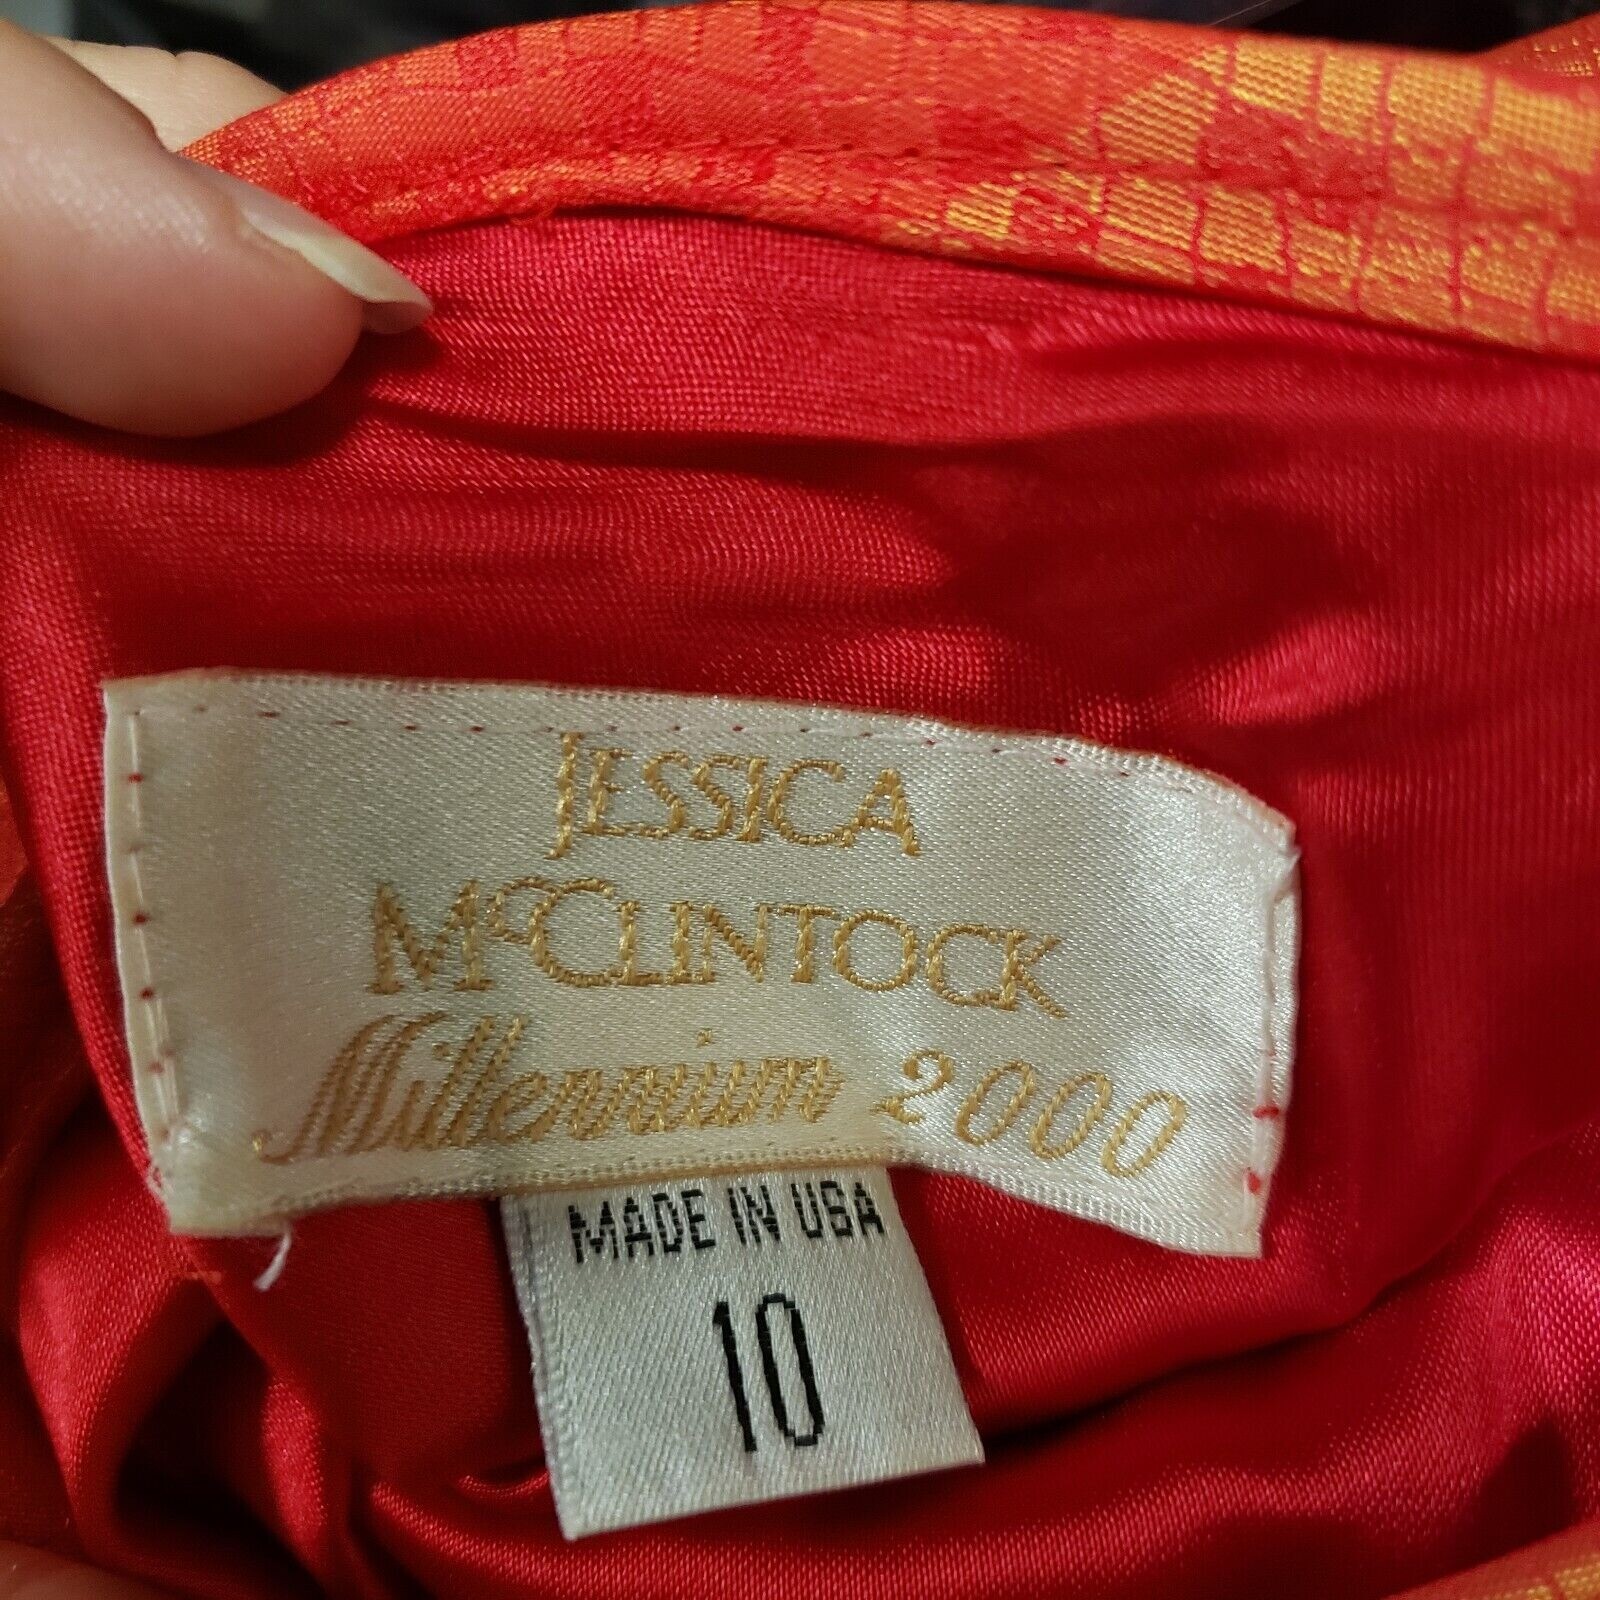 JESSICA
McCLINTOCK
Millennium 2000
MADE IN USA
10